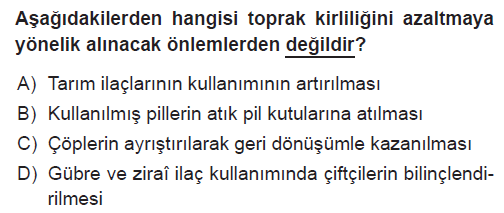 Aşağıdakilerden hangisi toprak kirliliğini azaltmaya
yönelik alınacak önlemlerden değildir?
A) Tarım ilaçlarının kullanımının artırılması
B) Kullanılmış pillerin atık pil kutularına atılması
C) Çöplerin ayrıştırılarak geri dönüşümle kazanılması
D) Gübre ve ziraî ilaç kullanımında çiftçilerin bilinçlendi-
rilmesi